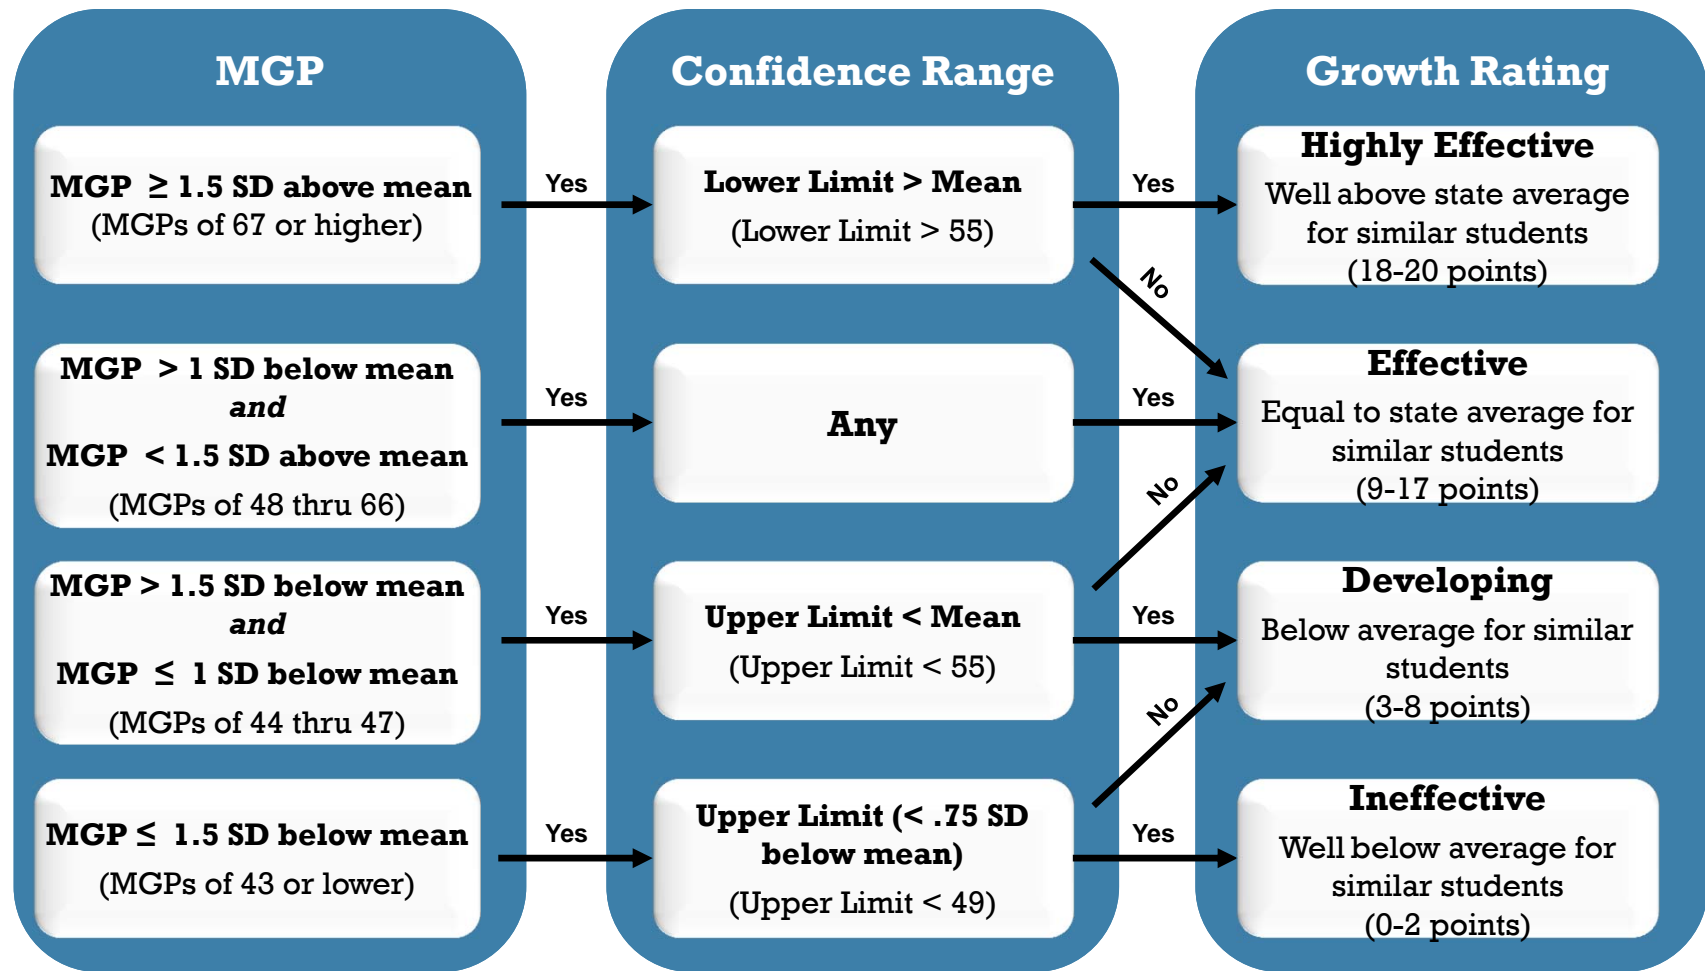 MGP
MGP ≥ 1.5 SD above mean
(MGPs of 67 or higher)
MGP > 1 SD below mean
and
MGP < 1.5 SD above mean
(MGPs of 48 thru 66)
MGP > 1.5 SD below mean
and
MGP ≤ 1 SD below mean
(MGPs of 44 thru 47)
MGP ≤ 1.5 SD below mean
(MGPs of 43 or lower)
Yes
Yes
Yes
Yes
Confidence Range
Lower Limit > Mean
(Lower Limit > 55)
Any
Upper Limit < Mean
(Upper Limit < 55)
Upper Limit (< .75 SD
below mean)
(Upper Limit < 49)
Yes
No
Yes
No
Yes
No
Yes
Growth Rating
Highly Effective
Well above state average
for similar students
(18-20 points)
Effective
Equal to state average for
similar students
(9-17 points)
Developing
Below average for similar
students
(3-8 points)
Ineffective
Well below average for
similar students
(0-2 points)